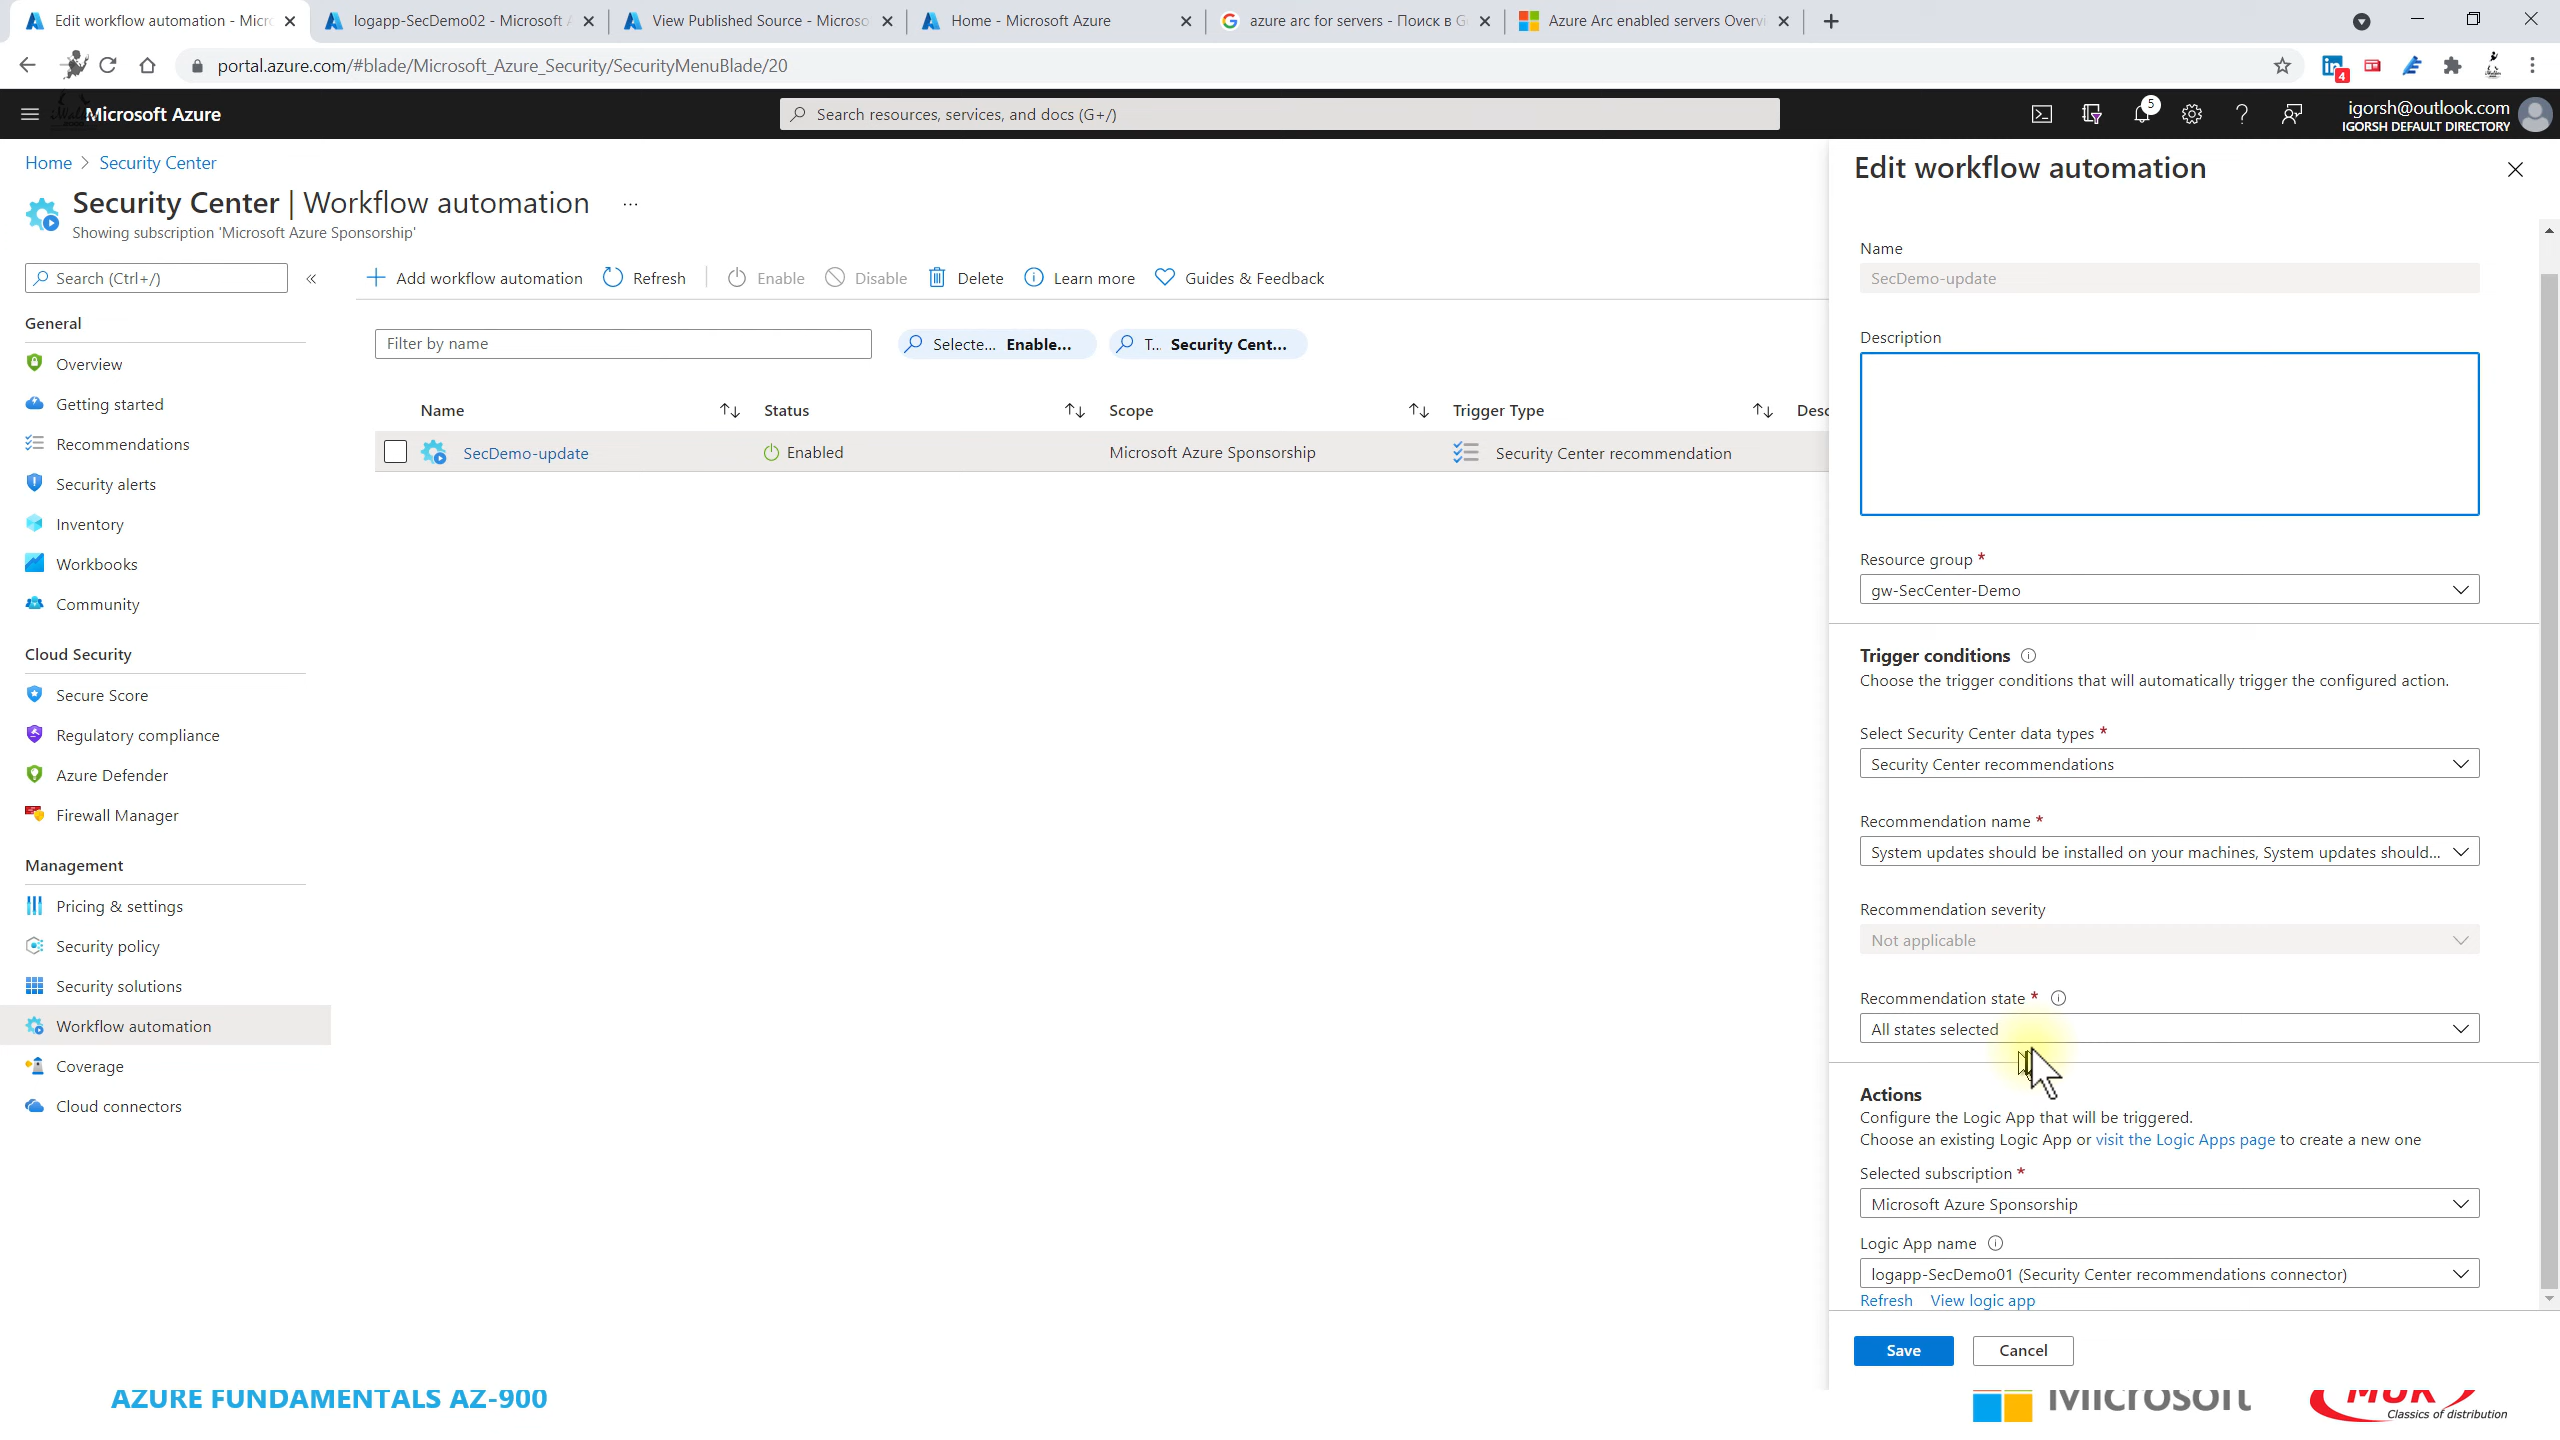 Edit workflow automation - Micr
logapp-SecDemo02 - Microsoft A
View Published Source - Microso
Home - Microsoft Azure
azure arc for servers - Поиск в G
Azure Arc enabled servers Overvi
portal.azure.com/#blade/Microsoft_Azure_Security/SecurityMenuBlade/20
4
Microsoft Azure
Search resources, services, and docs (G+/)
5
igorsh@outlook.com
IGORSH DEFAULT DIRECTORY
Home > Security Center
Security Center | Workflow automation ...
Showing subscription 'Microsoft Azure Sponsorship'
Search (Ctrl+/)
«
General
Overview
Getting started
Recommendations
Security alerts
Inventory
Workbooks
Community
Cloud Security
Secure Score
Regulatory compliance
Azure Defender
Firewall Manager
Management
Pricing & settings
Security policy
Security solutions
Workflow automation
Coverage
Cloud connectors
Add workflow automation Refresh Enable Disable Delete Learn more Guides & Feedback
Filter by name
Selecte... Enable...
T... Security Cent...
Name Status Scope Trigger Type Desc
SecDemo-update Enabled Microsoft Azure Sponsorship Security Center recommendation
Edit workflow automation
Name
SecDemo-update
Description
Resource group *
gw-SecCenter-Demo
Trigger conditions
Choose the trigger conditions that will automatically trigger the configured action.
Select Security Center data types *
Security Center recommendations
Recommendation name *
System updates should be installed on your machines, System updates should...
Recommendation severity
Not applicable
Recommendation state *
All states selected
Actions
Configure the Logic App that will be triggered.
Choose an existing Logic App or visit the Logic Apps page to create a new one
Selected subscription *
Microsoft Azure Sponsorship
Logic App name
logapp-SecDemo01 (Security Center recommendations connector)
Refresh View logic app
Save Cancel
AZURE FUNDAMENTALS AZ-900
Microsoft
MUK
Classics of distribution